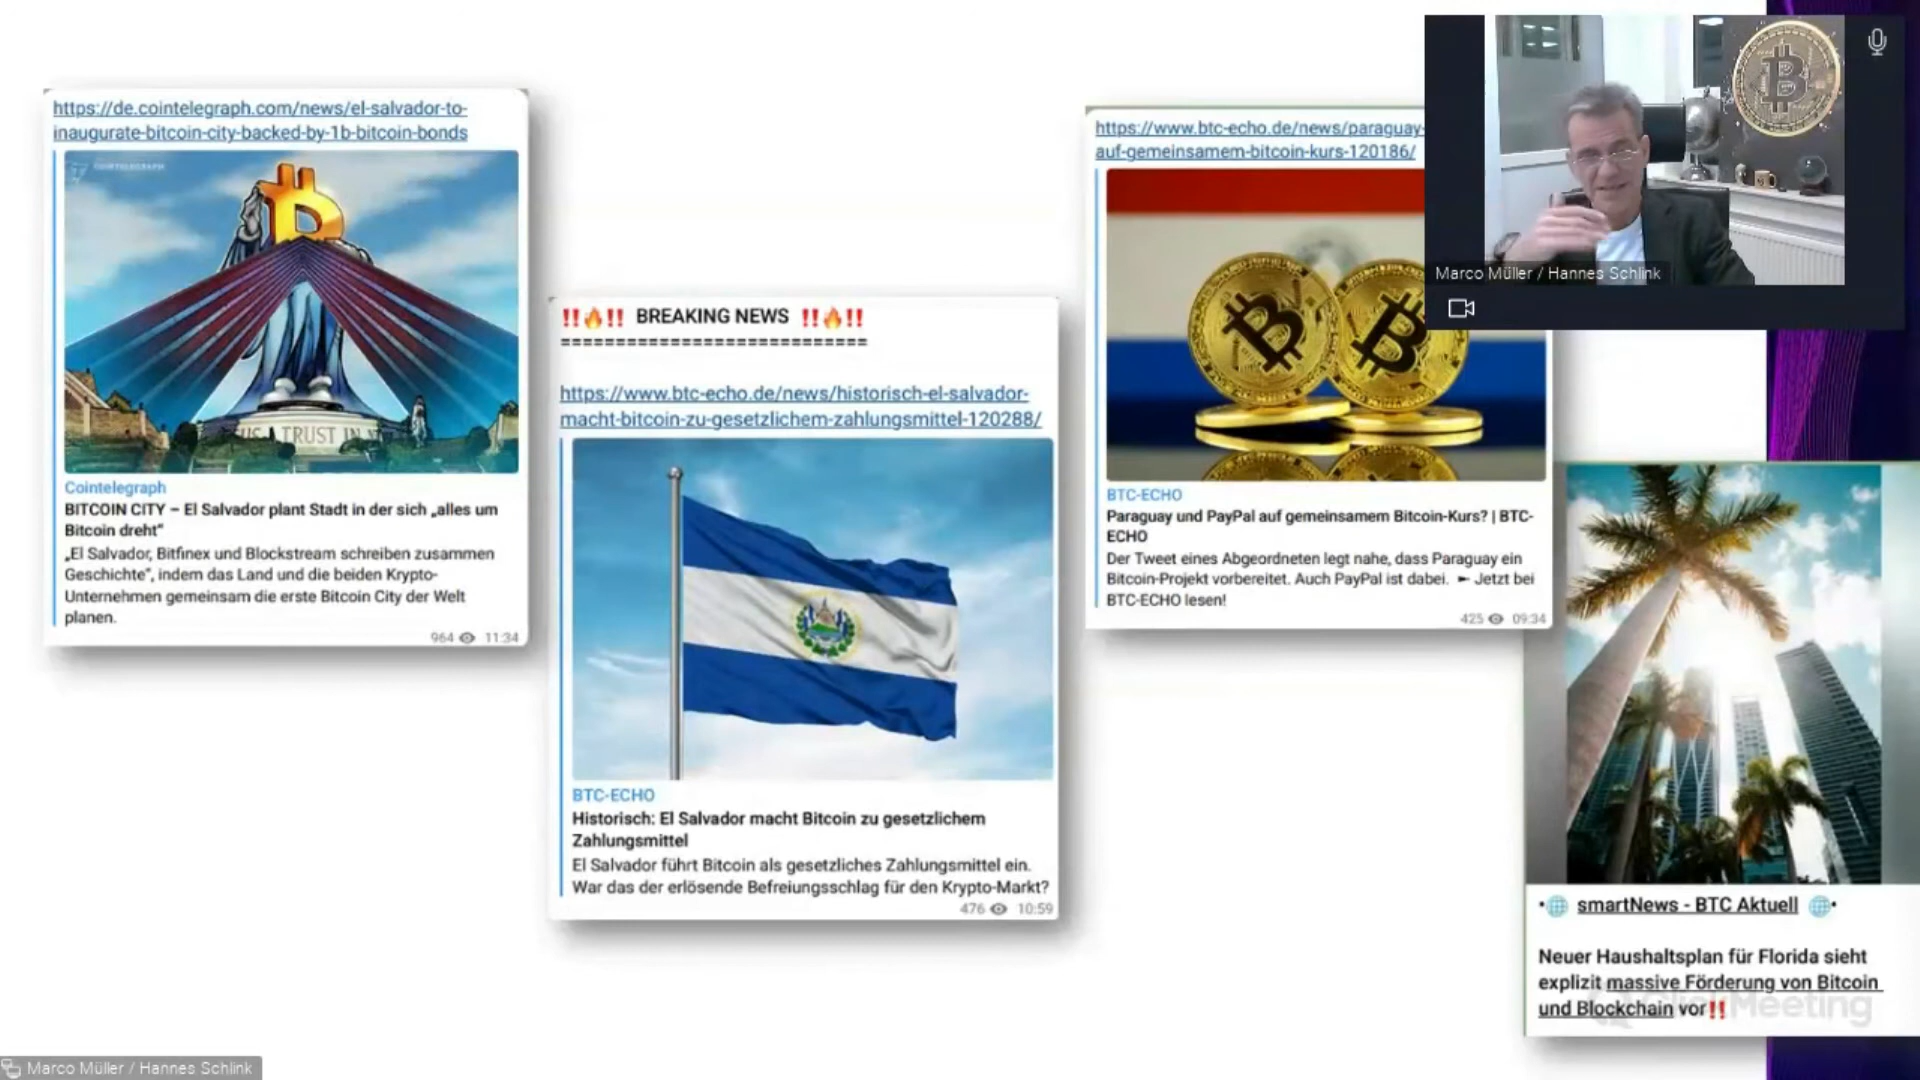 https://de.cointelegraph.com/news/el-salvador-to-
inaugurate-bitcoin-city-backed-by-1b-bitcoin-bonds
COINTELEGRAPH
TRUST IN
Cointelegraph
BITCOIN CITY – El Salvador plant Stadt in der sich „alles um
Bitcoin dreht“
„El Salvador, Bitfinex und Blockstream schreiben zusammen
Geschichte“, indem das Land und die beiden Krypto-
Unternehmen gemeinsam die erste Bitcoin City der Welt
planen.
964 11:34
‼️🔥‼️ BREAKING NEWS ‼️🔥‼️
============================
https://www.btc-echo.de/news/historisch-el-salvador-
macht-bitcoin-zu-gesetzlichem-zahlungsmittel-120288/
BTC-ECHO
Historisch: El Salvador macht Bitcoin zu gesetzlichem
Zahlungsmittel
El Salvador führt Bitcoin als gesetzliches Zahlungsmittel ein.
War das der erlösende Befreiungsschlag für den Krypto-Markt?
476 10:59
https://www.btc-echo.de/news/paraguay-
auf-gemeinsamem-bitcoin-kurs-120186/
BTC-ECHO
Paraguay und PayPal auf gemeinsamem Bitcoin-Kurs? | BTC-
ECHO
Der Tweet eines Abgeordneten legt nahe, dass Paraguay ein
Bitcoin-Projekt vorbereitet. Auch PayPal ist dabei. ► Jetzt bei
BTC-ECHO lesen!
425 09:34
Marco Müller / Hannes Schlink
•🌐 smartNews - BTC Aktuell 🌐•
Neuer Haushaltsplan für Florida sieht
explizit massive Förderung von Bitcoin
und Blockchain vor‼️
ClickMeeting
Marco Müller / Hannes Schlink